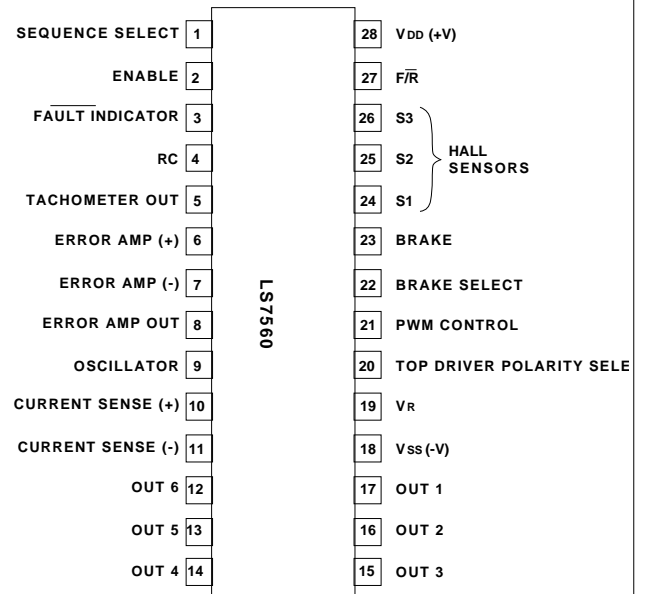 SEQUENCE SELECT 1
ENABLE 2
FAULT INDICATOR 3
RC 4
TACHOMETER OUT 5
ERROR AMP (+) 6
ERROR AMP (-) 7
ERROR AMP OUT 8
OSCILLATOR 9
CURRENT SENSE (+) 10
CURRENT SENSE (-) 11
OUT 6 12
OUT 5 13
OUT 4 14
LS7560
28 VDD (+V)
27 F/R̅
26 S3
25 S2
24 S1
HALL
SENSORS
23 BRAKE
22 BRAKE SELECT
21 PWM CONTROL
20 TOP DRIVER POLARITY SELE
19 VR
18 VSS (-V)
17 OUT 1
16 OUT 2
15 OUT 3